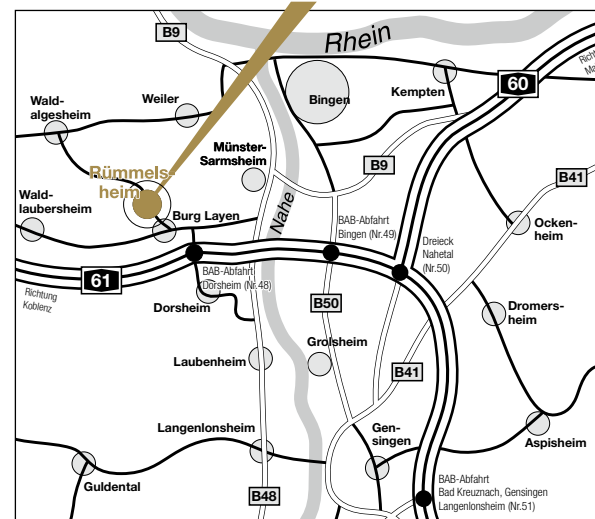 B9
Rhein
Richt
Ma
60
Kempten
Bingen
Weiler
Wald-
algesheim
Münster-
Sarmsheim
B9
B41
Rümmels-
heim
Wald-
laubersheim
Burg Layen
Nahe
BAB-Abfahrt
Bingen (Nr.49)
Dreieck
Nahetal
(Nr.50)
Ocken-
heim
61
BAB-Abfahrt
Dorsheim (Nr.48)
Richtung
Koblenz
Dorsheim
B50
Dromers-
heim
Grolsheim
Laubenheim
B41
Langenlonsheim
Gen-
singen
Aspisheim
Guldental
BAB-Abfahrt
Bad Kreuznach, Gensingen
Langenlonsheim (Nr.51)
B48